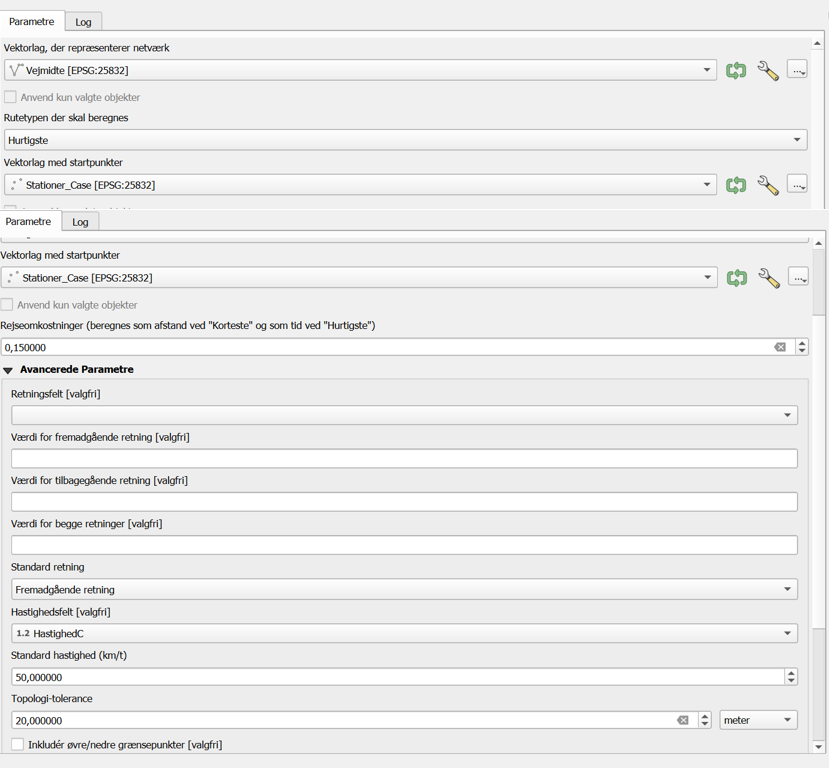 Parametre
Log
Vektorlag, der repræsenterer netværk
Vejmidte [EPSG:25832]
...
Anvend kun valgte objekter
Rutetypen der skal beregnes
Hurtigste
Vektorlag med startpunkter
Stationer_Case [EPSG:25832]
...
Parametre
Log
Vektorlag med startpunkter
Stationer_Case [EPSG:25832]
...
Anvend kun valgte objekter
Rejseomkostninger (beregnes som afstand ved "Korteste" og som tid ved "Hurtigste")
0,150000
Avancerede Parametre
Retningsfelt [valgfri]
Værdi for fremadgående retning [valgfri]
Værdi for tilbagegående retning [valgfri]
Værdi for begge retninger [valgfri]
Standard retning
Fremadgående retning
Hastighedsfelt [valgfri]
1.2 HastighedC
Standard hastighed (km/t)
50,000000
Topologi-tolerance
20,000000
meter
Inkludér øvre/nedre grænsepunkter [valgfri]